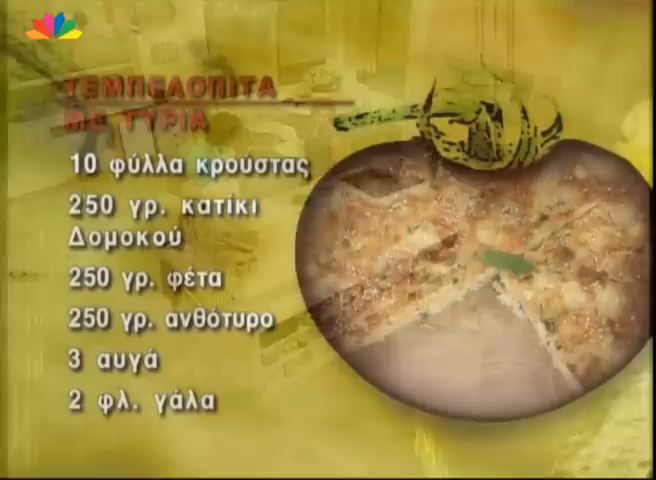 ΤΕΜΠΕΛΟΠΙΤΑ
ΜΕ ΤΥΡΙΑ
10 φύλλα κρούστας
250 γρ. κατίκι
Δομοκού
250 γρ. φέτα
250 γρ. ανθότυρο
3 αυγά
2 φλ. γάλα